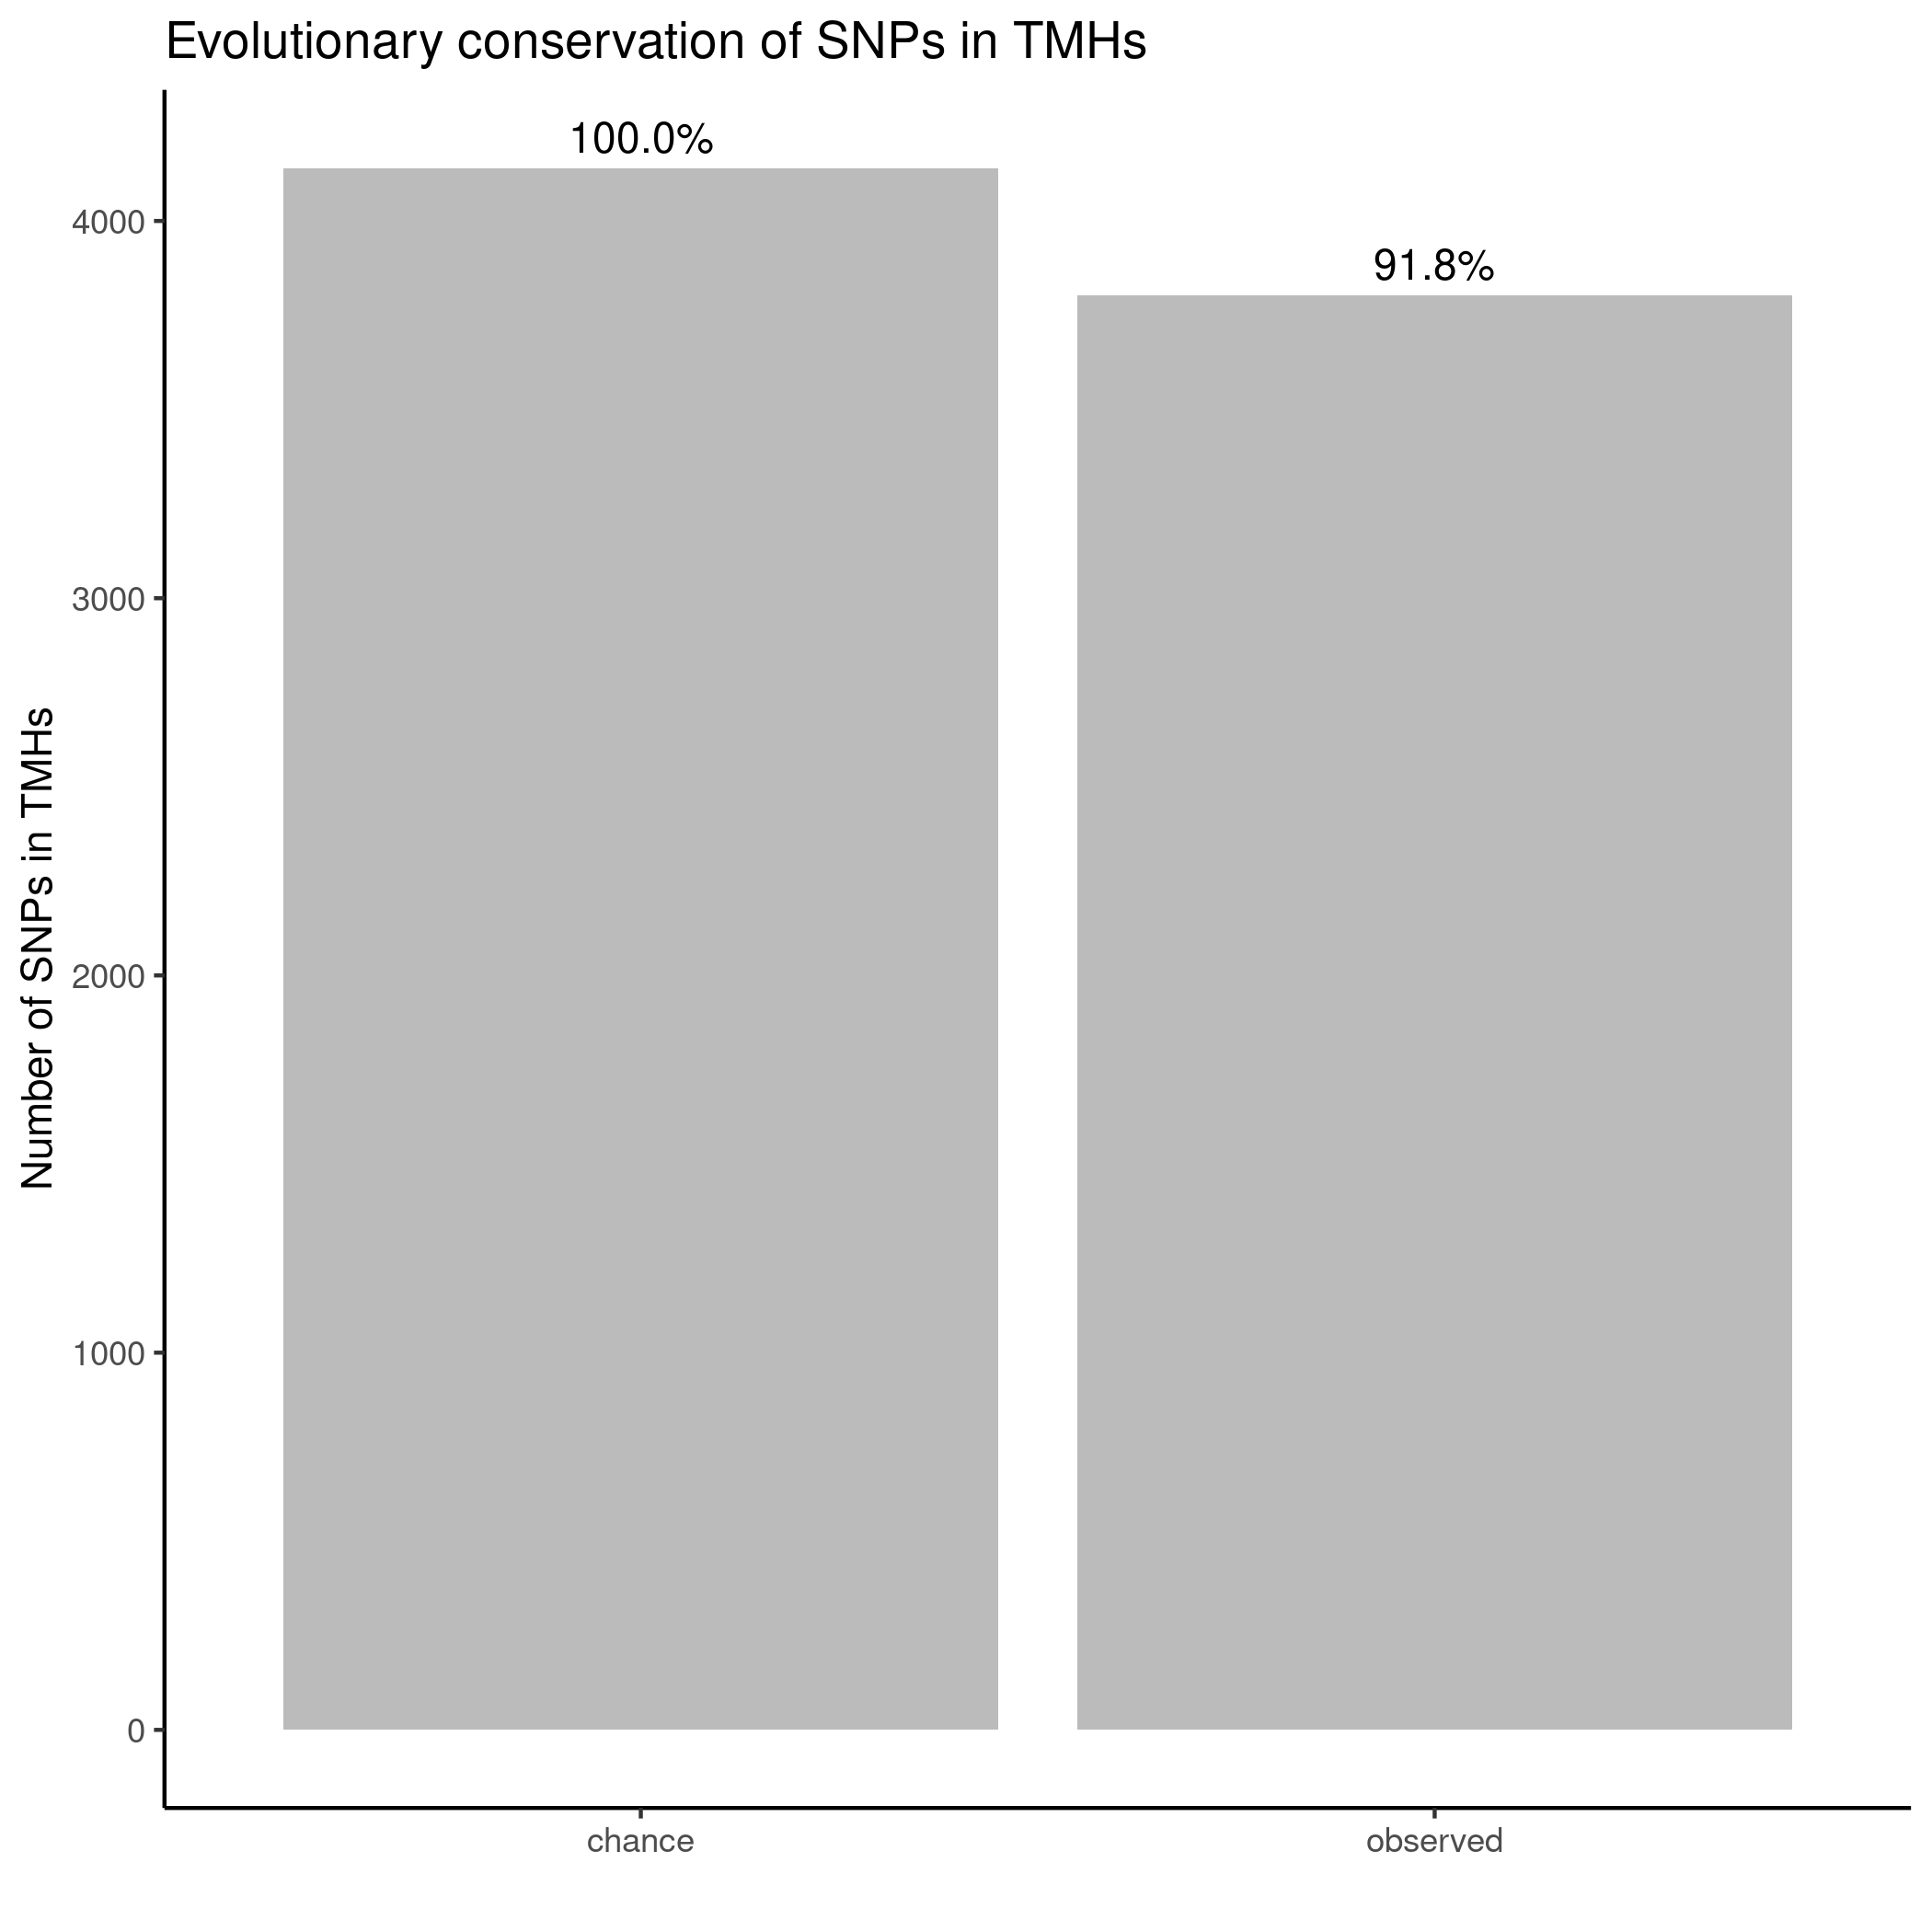 Evolutionary conservation of SNPs in TMHs
100.0%
91.8%
4000
3000
2000
1000
0
Number of SNPs in TMHs
chance
observed